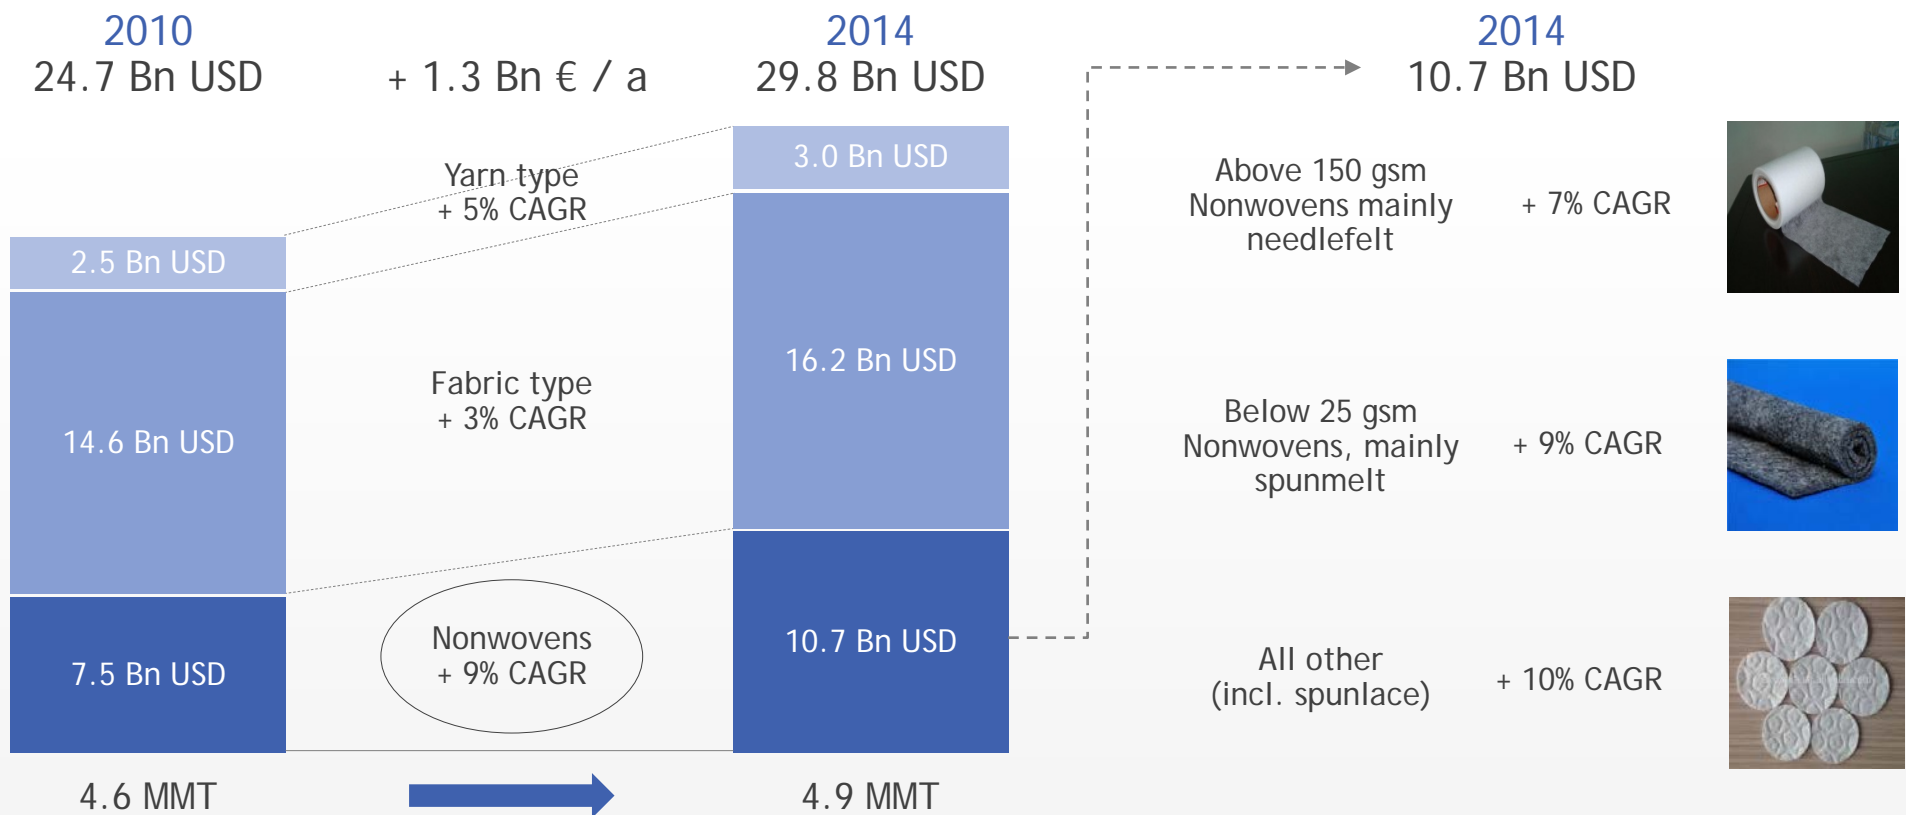 2010
24.7 Bn USD
+ 1.3 Bn € / a
2014
29.8 Bn USD
2014
10.7 Bn USD
2.5 Bn USD
14.6 Bn USD
7.5 Bn USD
4.6 MMT
Yarn type
+ 5% CAGR
Fabric type
+ 3% CAGR
Nonwovens
+ 9% CAGR
3.0 Bn USD
16.2 Bn USD
10.7 Bn USD
4.9 MMT
Above 150 gsm
Nonwovens mainly
needlefelt
+ 7% CAGR
Below 25 gsm
Nonwovens, mainly
spunmelt
+ 9% CAGR
All other
(incl. spunlace)
+ 10% CAGR